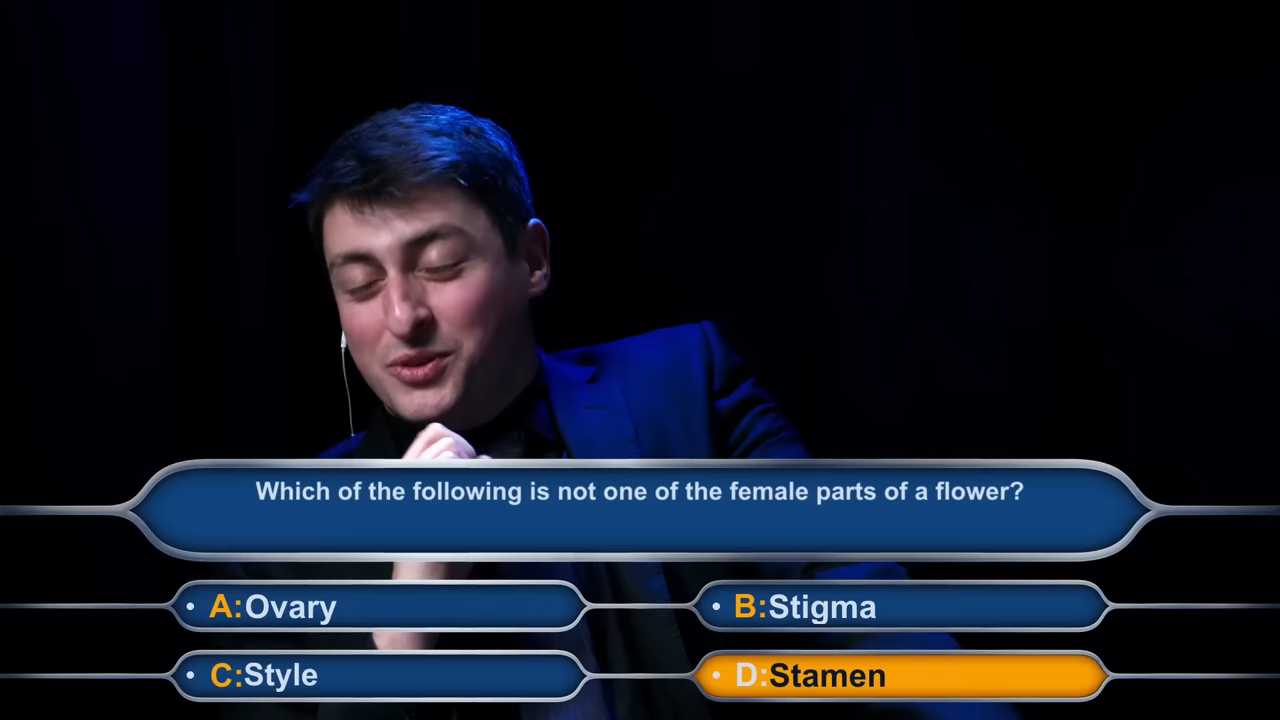 Which of the following is not one of the female parts of a flower?
• A:Ovary
• B:Stigma
• C:Style
• D:Stamen